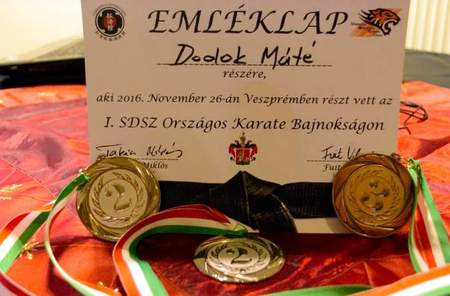 EMLÉKLAP
Doolok Máté
részére,
aki 2016. November 26-án Veszprémben részt vett az
I. SDSZ Országos Karate Bajnokságon
Miklós
2
3
2